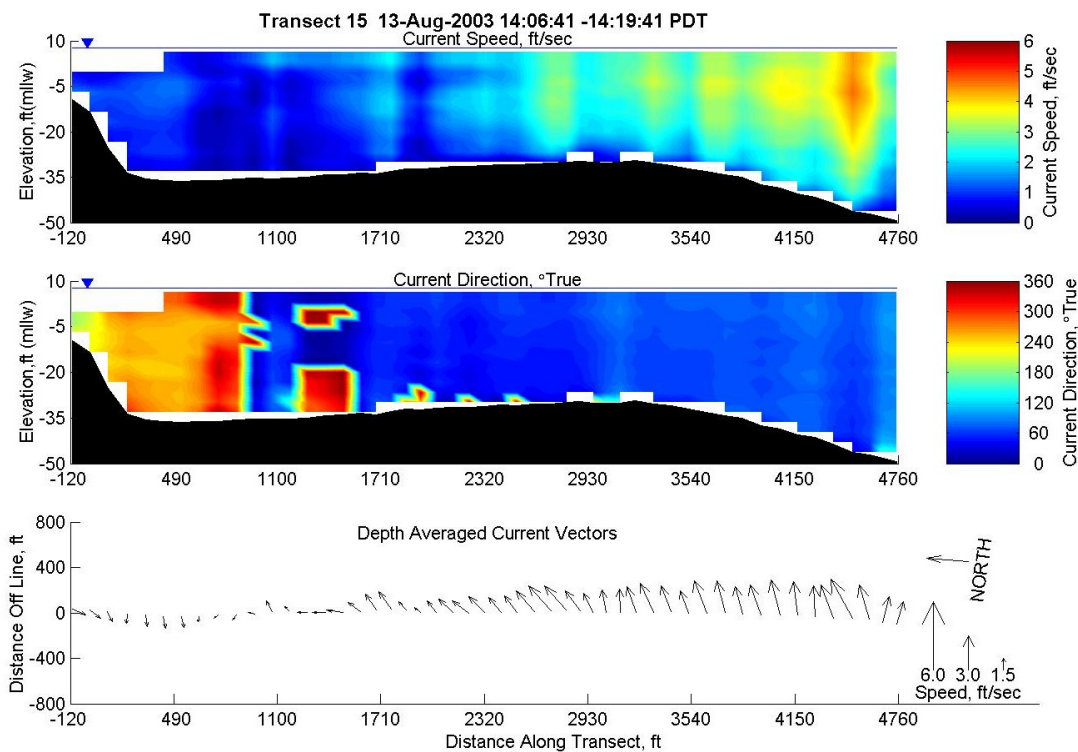 Transect 15 13-Aug-2003 14:06:41 -14:19:41 PDT
Current Speed, ft/sec
Elevation,ft(mllw)
10
-5
-20
-35
-50
-120 490 1100 1710 2320 2930 3540 4150 4760
6
5
4
3
2
1
0
Current Speed, ft/sec
Current Direction, °True
Elevation,ft (mllw)
10
-5
-20
-35
-50
-120 490 1100 1710 2320 2930 3540 4150 4760
360
300
240
180
120
60
0
Current Direction, °True
Depth Averaged Current Vectors
Distance Off Line, ft
800
400
0
-400
-800
-120 490 1100 1710 2320 2930 3540 4150 4760
Distance Along Transect, ft
NORTH
6.0 3.0 1.5
Speed, ft/sec